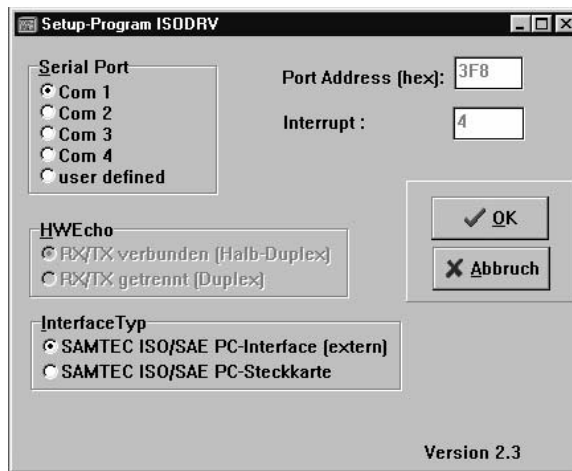 Setup-Program ISODRV
Serial Port
Com 1
Com 2
Com 3
Com 4
user defined
Port Address (hex): 3F8
Interrupt : 4
HWEcho
RX/TX verbunden (Halb-Duplex)
RX/TX getrennt (Duplex)
OK
Abbruch
InterfaceTyp
SAMTEC ISO/SAE PC-Interface (extern)
SAMTEC ISO/SAE PC-Steckkarte
Version 2.3